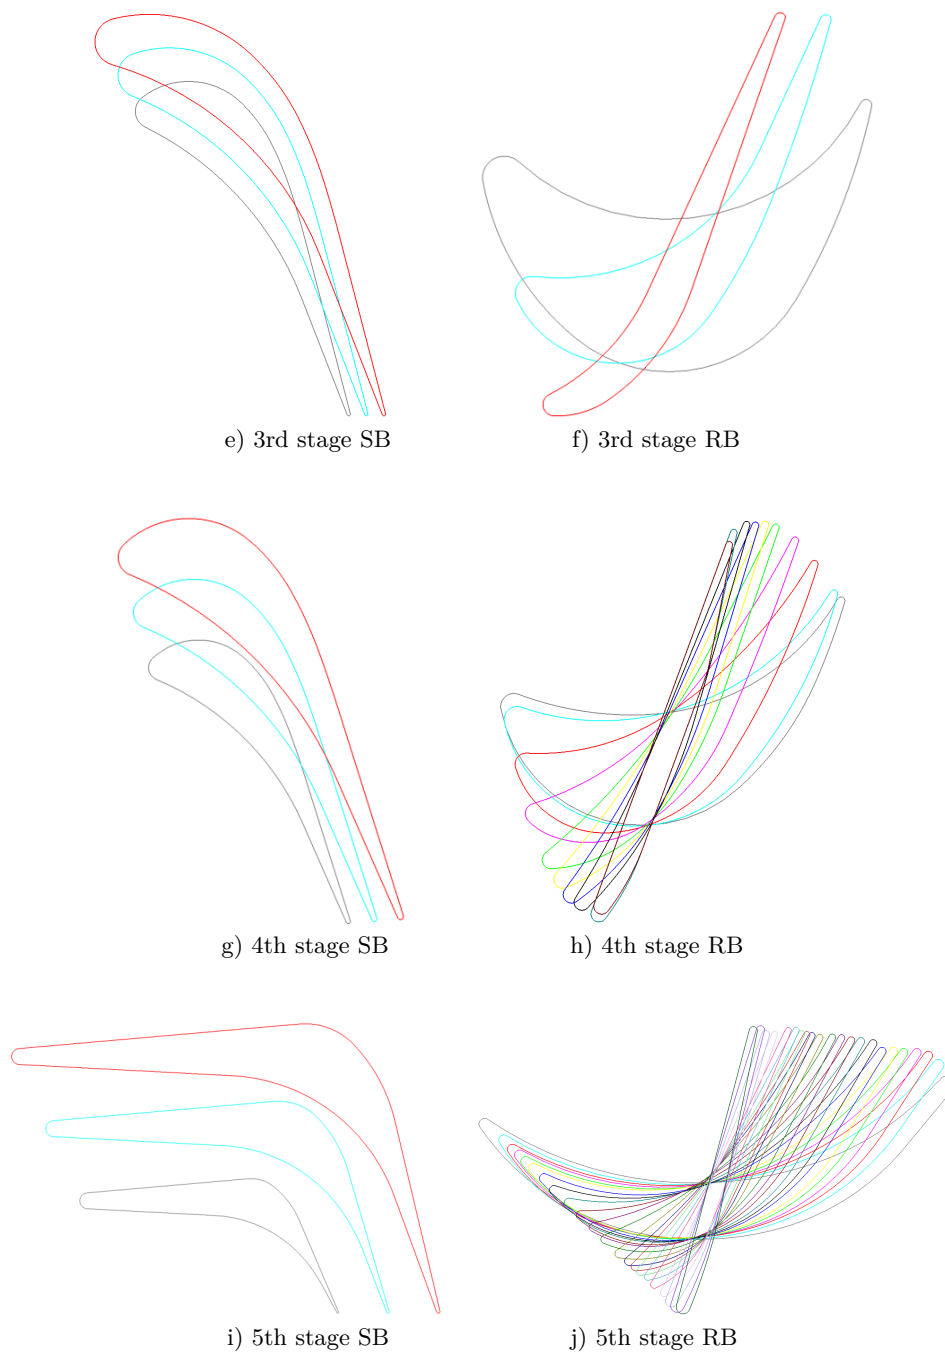 e) 3rd stage SB
f) 3rd stage RB
g) 4th stage SB
h) 4th stage RB
i) 5th stage SB
j) 5th stage RB